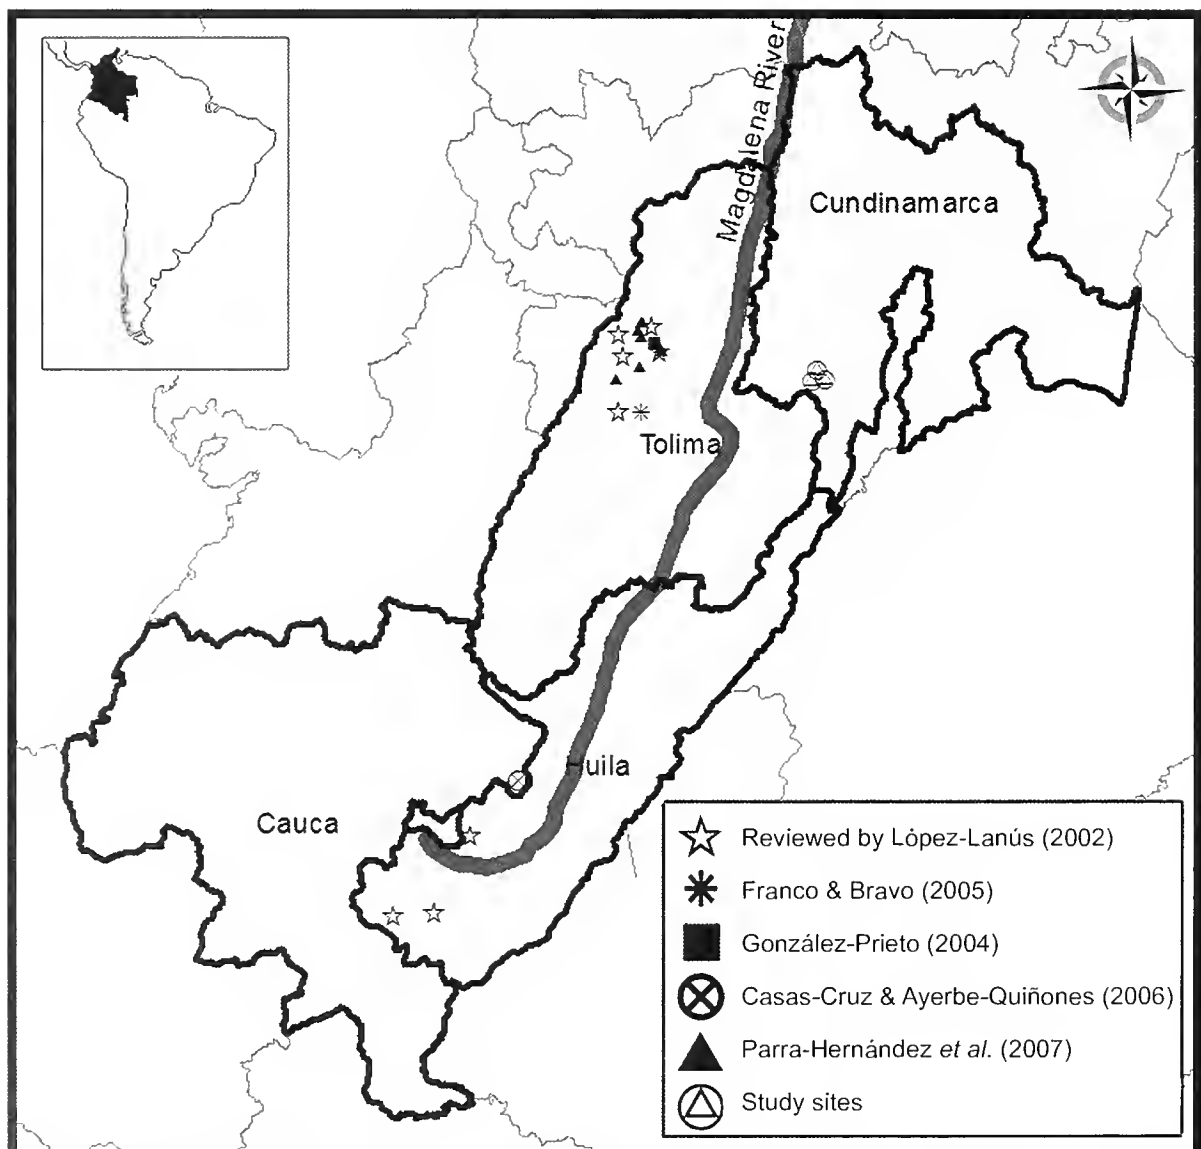 Magdalena River
Cundinamarca
Tolima
Huila
Cauca
Reviewed by López-Lanús (2002)
Franco & Bravo (2005)
González-Prieto (2004)
Casas-Cruz & Ayerbe-Quiñones (2006)
Parra-Hernández et al. (2007)
Study sites